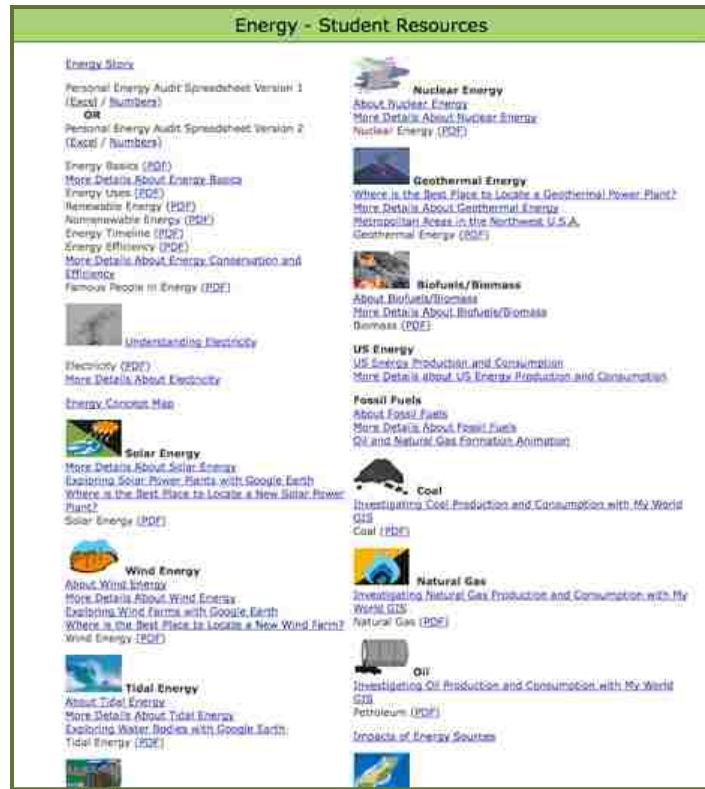 Energy - Student Resources
Energy Story
Personal Energy Audit Spreadsheet Version 1
(Excel / Numbers)
OR
Personal Energy Audit Spreadsheet Version 2
(Excel / Numbers)
Energy Basics (PDF)
More Details About Energy Basics
Energy Uses (PDF)
Renewable Energy (PDF)
Nonrenewable Energy (PDF)
Energy Timeline (PDF)
Energy Efficiency (PDF)
More Details About Energy Conservation and
Efficiency
Famous People in Energy (PDF)
Understanding Electricity
Electricity (PDF)
More Details About Electricity
Energy Concept Map
Solar Energy
More Details About Solar Energy
Exploring Solar Power Plants with Google Earth
Where is the Best Place to Locate a New Solar Power
Plant?
Solar Energy (PDF)
Wind Energy
About Wind Energy
More Details About Wind Energy
Exploring Wind Farms with Google Earth
Where is the Best Place to Locate a New Wind Farm?
Wind Energy (PDF)
Tidal Energy
About Tidal Energy
More Details About Tidal Energy
Exploring Water Bodies with Google Earth
Tidal Energy (PDF)
Nuclear Energy
About Nuclear Energy
More Details About Nuclear Energy
Nuclear Energy (PDF)
Geothermal Energy
Where is the Best Place to Locate a Geothermal Power Plant?
More Details About Geothermal Energy
Metropolitan Areas in the Northwest U.S.A.
Geothermal Energy (PDF)
Biofuels/Biomass
About Biofuels/Biomass
More Details About Biofuels/Biomass
Biomass (PDF)
US Energy
US Energy Production and Consumption
More Details about US Energy Production and Consumption
Fossil Fuels
About Fossil Fuels
More Details About Fossil Fuels
Oil and Natural Gas Formation Animation
Coal
Investigating Coal Production and Consumption with My World
GIS
Coal (PDF)
Natural Gas
Investigating Natural Gas Production and Consumption with My
World GIS
Natural Gas (PDF)
Oil
Investigating Oil Production and Consumption with My World
GIS
Petroleum (PDF)
Impacts of Energy Sources